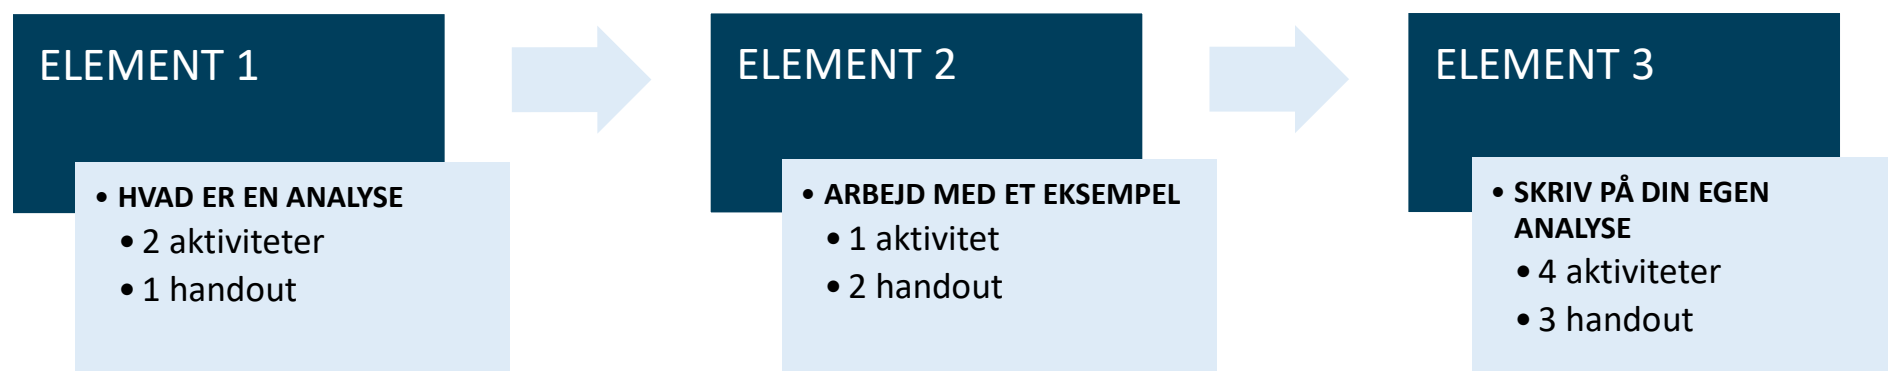 ELEMENT 1
• HVAD ER EN ANALYSE
• 2 aktiviteter
• 1 handout
ELEMENT 2
• ARBEJD MED ET EKSEMPEL
• 1 aktivitet
• 2 handout
ELEMENT 3
• SKRIV PÅ DIN EGEN
ANALYSE
• 4 aktiviteter
• 3 handout